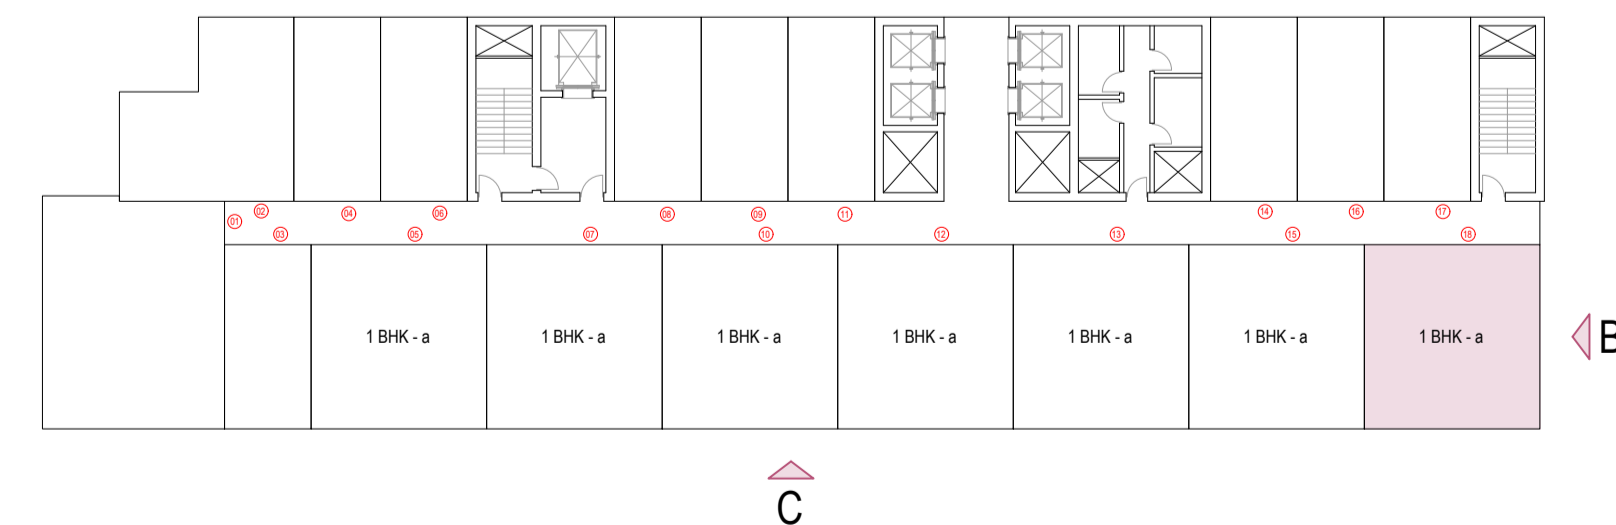 02 04 06 08 09 11 14 16 17
01 03 05 07 10 12 13 15 18
1 BHK - a 1 BHK - a 1 BHK - a 1 BHK - a 1 BHK - a 1 BHK - a 1 BHK - a
B
C